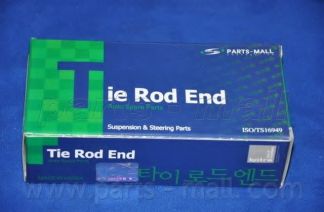 PARTS-MALL
Tie Rod End
Auto Spare Parts
Suspension & Steering Parts
ISO/TS16949
Tie Rod End
타이로드엔드
www.parts-mall.com